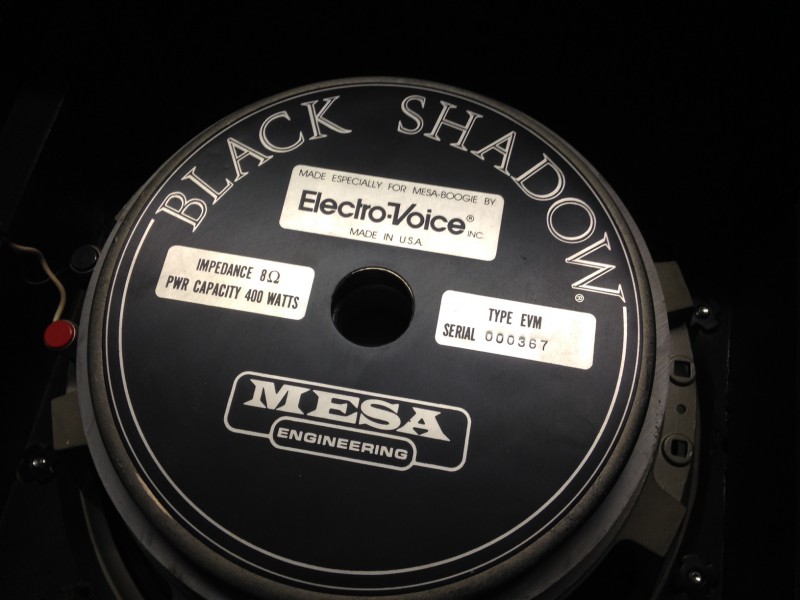 BLACK SHADOW®
MADE ESPECIALLY FOR MESA-BOOGIE BY
Electro-Voice®
INC.
MADE IN U.S.A.
IMPEDANCE 8Ω
PWR CAPACITY 400 WATTS
TYPE EVM
SERIAL 000367
MESA
ENGINEERING